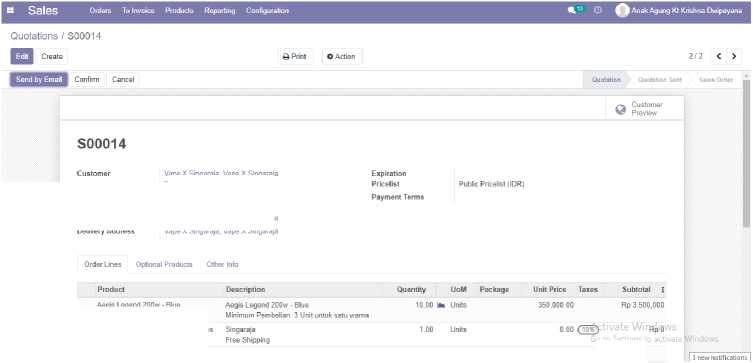 Sales Orders To Invoice Products Reporting Configuration Anak Agung Kt Krishna Dwipayana
Quotations / S00014
Edit Create Print Action 2 / 2
Send by Email Confirm Cancel Quotation Quotation Sent Sales Order
Customer
Preview
S00014
Customer Vape X Singaraja, Vape X Singaraja Expiration
Pricelist Public Pricelist (IDR)
Payment Terms
Delivery Address Vape X Singaraja, Vape X Singaraja
Order Lines Optional Products Other Info
Product Description Quantity UoM Package Unit Price Taxes Subtotal
Aegis Legend 200w - Blue Aegis Legend 200w - Blue 10.00 Units 350,000.00 Rp 3,500,000
Minimum Pembelian: 3 Unit untuk satu warna
Singaraja 1.00 Units 0.00 10% Rp 0
Free Shipping
Activate Windows
Go to Settings to activate Windows.
3 new notifications